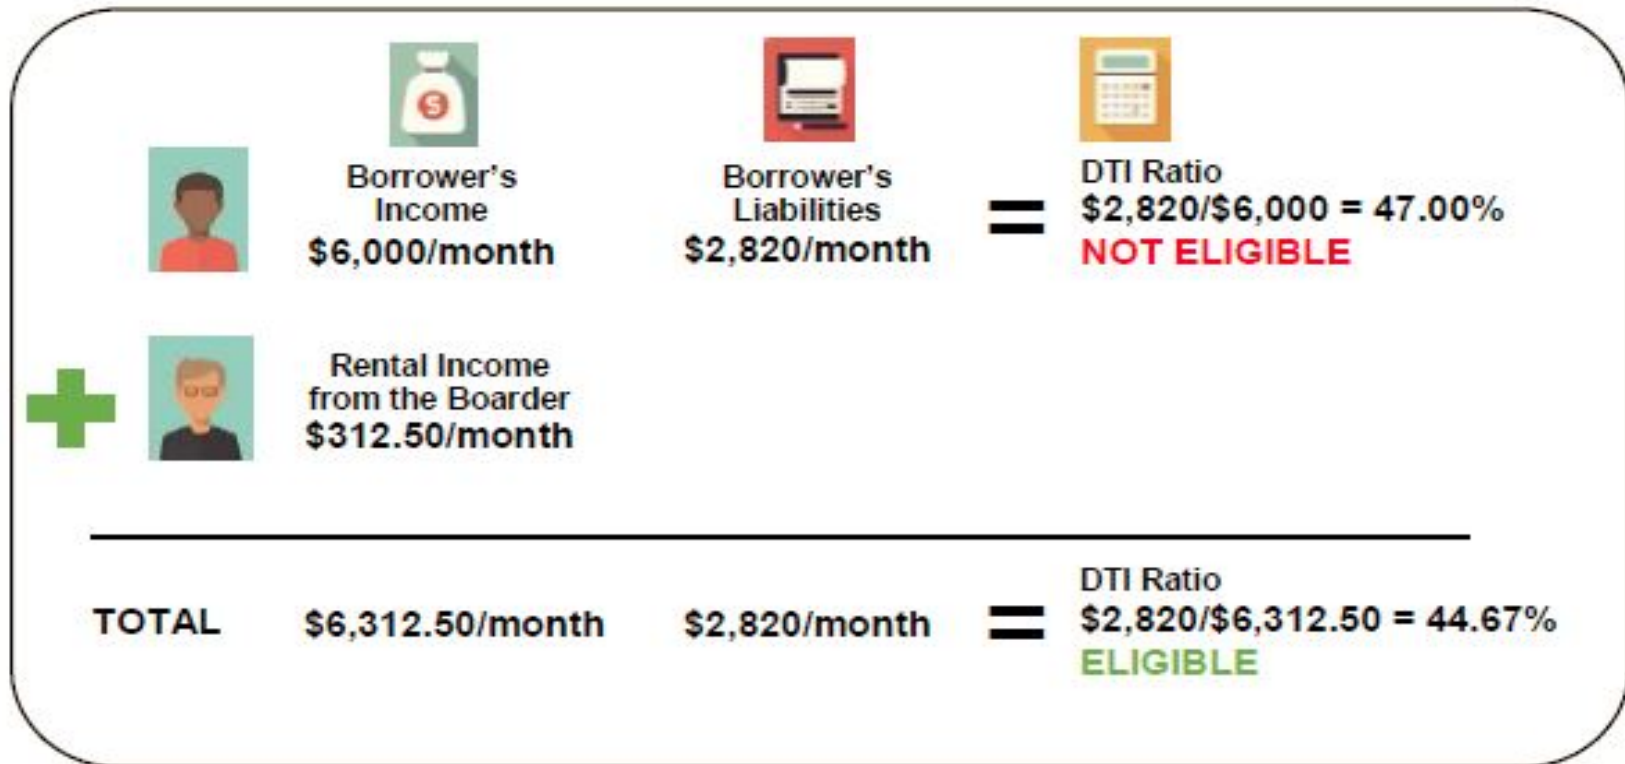 Borrower's
Income
$6,000/month
Borrower's
Liabilities
$2,820/month
=
DTI Ratio
$2,820/$6,000 = 47.00%
NOT ELIGIBLE
Rental Income
from the Boarder
$312.50/month
TOTAL
$6,312.50/month
$2,820/month
=
DTI Ratio
$2,820/$6,312.50 = 44.67%
ELIGIBLE